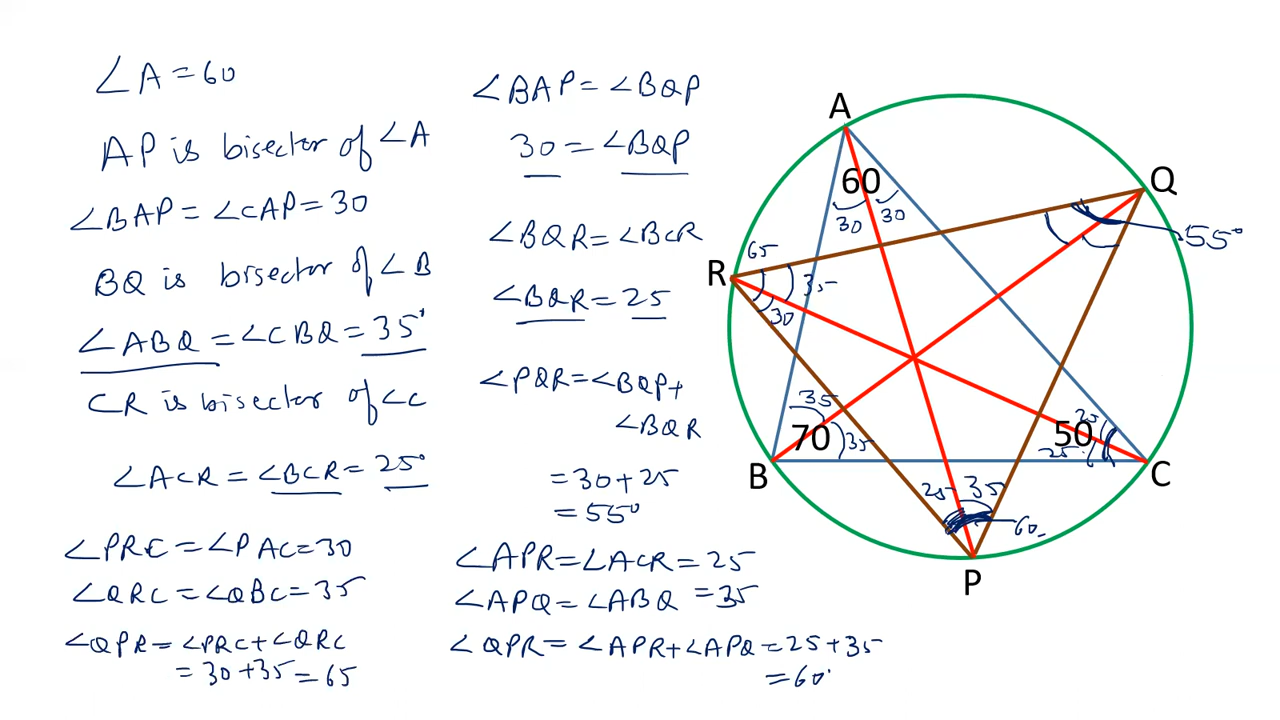 ∠A = 60
AP is bisector of ∠A
∠BAP = ∠CAP = 30
BQ is bisector of ∠B
∠ABQ = ∠CBQ = 35°
CR is bisector of ∠C
∠ACR = ∠BCR = 25°
∠PRC = ∠PAC = 30
∠QRC = ∠QBC = 35
∠QPR = ∠PRC + ∠QRC
= 30 + 35 = 65
∠BAP = ∠BQP
30 = ∠BQP
∠BQR = ∠BCR
∠BQR = 25
∠PQR = ∠BQP +
∠BQR
= 30 + 25
= 55°
∠APR = ∠ACR = 25
∠APQ = ∠ABQ = 35
∠QPR = ∠APR + ∠APQ = 25 + 35
= 60°
A
60
30 30
Q
55°
R
65
35
30
35
70
35
B
25
50
25
C
25 35
60
P